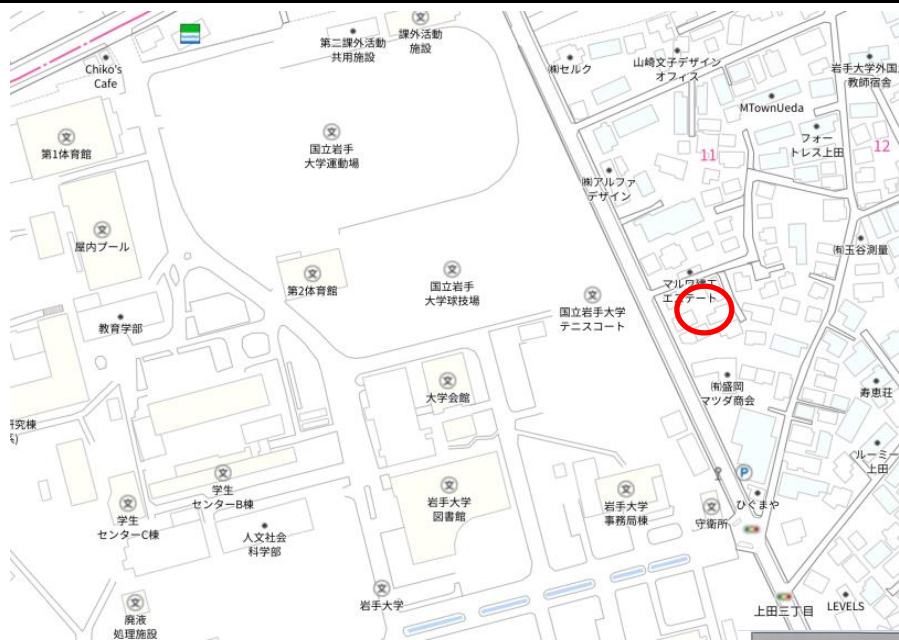 第二課外活動
共用施設
課外活動
施設
Chiko's
Cafe
㈱セルク
山崎文子デザイン
オフィス
岩手大学外国
教師宿舎
MTownUeda
フォー
トレス上田
11
12
第1体育館
国立岩手
大学運動場
㈱アルファ
デザイン
屋内プール
㈲玉谷測量
第2体育館
国立岩手
大学球技場
国立岩手大学
テニスコート
マルワ建工
エステート
教育学部
大学会館
㈲盛岡
マツダ商会
寿恵荘
研究棟
系)
ルーミー
上田
学生
センターB棟
P
ひぐまや
岩手大学
図書館
岩手大学
事務局棟
守衛所
学生
センターC棟
人文社会
科学部
岩手大学
上田三丁目
LEVELS
廃液
処理施設